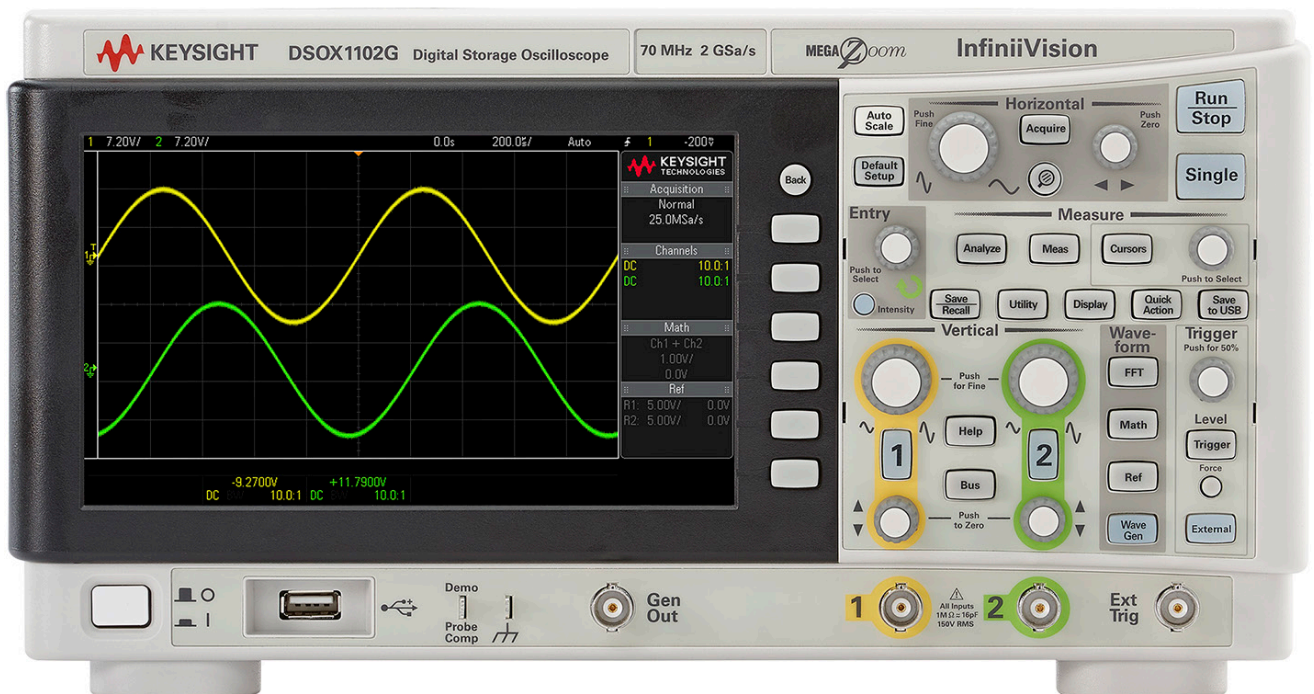 KEYSIGHT DSOX1102G Digital Storage Oscilloscope 70 MHz 2 GSa/s MEGA Zoom InfiniiVision
Horizontal
Run
Stop
Auto
Scale
Push
Fine
Acquire
Push
Zero
Default
Setup
Single
Back
1 7.20V/ 2 7.20V/ 0.0s Auto 1
KEYSIGHT
TECHNOLOGIES
Acquisition
Normal
25.0MSa/s
Channels
DC 10.0:1
DC 10.0:1
Math
Ch1 + Ch2
1.00V/
0.0V
Ref
R1: 5.00V/ 0.0V
R2: 5.00V/ 0.0V
T
1
2
-9.2700V +11.7900V
DC BW 10.0:1 DC BW 10.0:1
Entry
Measure
Analyze
Meas
Cursors
Push to
Select
Push to Select
Intensity
Save
Recall
Utility
Display
Quick
Action
Save
to USB
Vertical
Wave-
form
Trigger
Push for 50%
Push
for Fine
FFT
Level
1
Help
2
Math
Trigger
Bus
Ref
Force
Push
to Zero
Wave
Gen
External
Demo
Probe
Comp
Gen
Out
1
All Inputs
1M Ω = 16pF
150V RMS
2
Ext
Trig